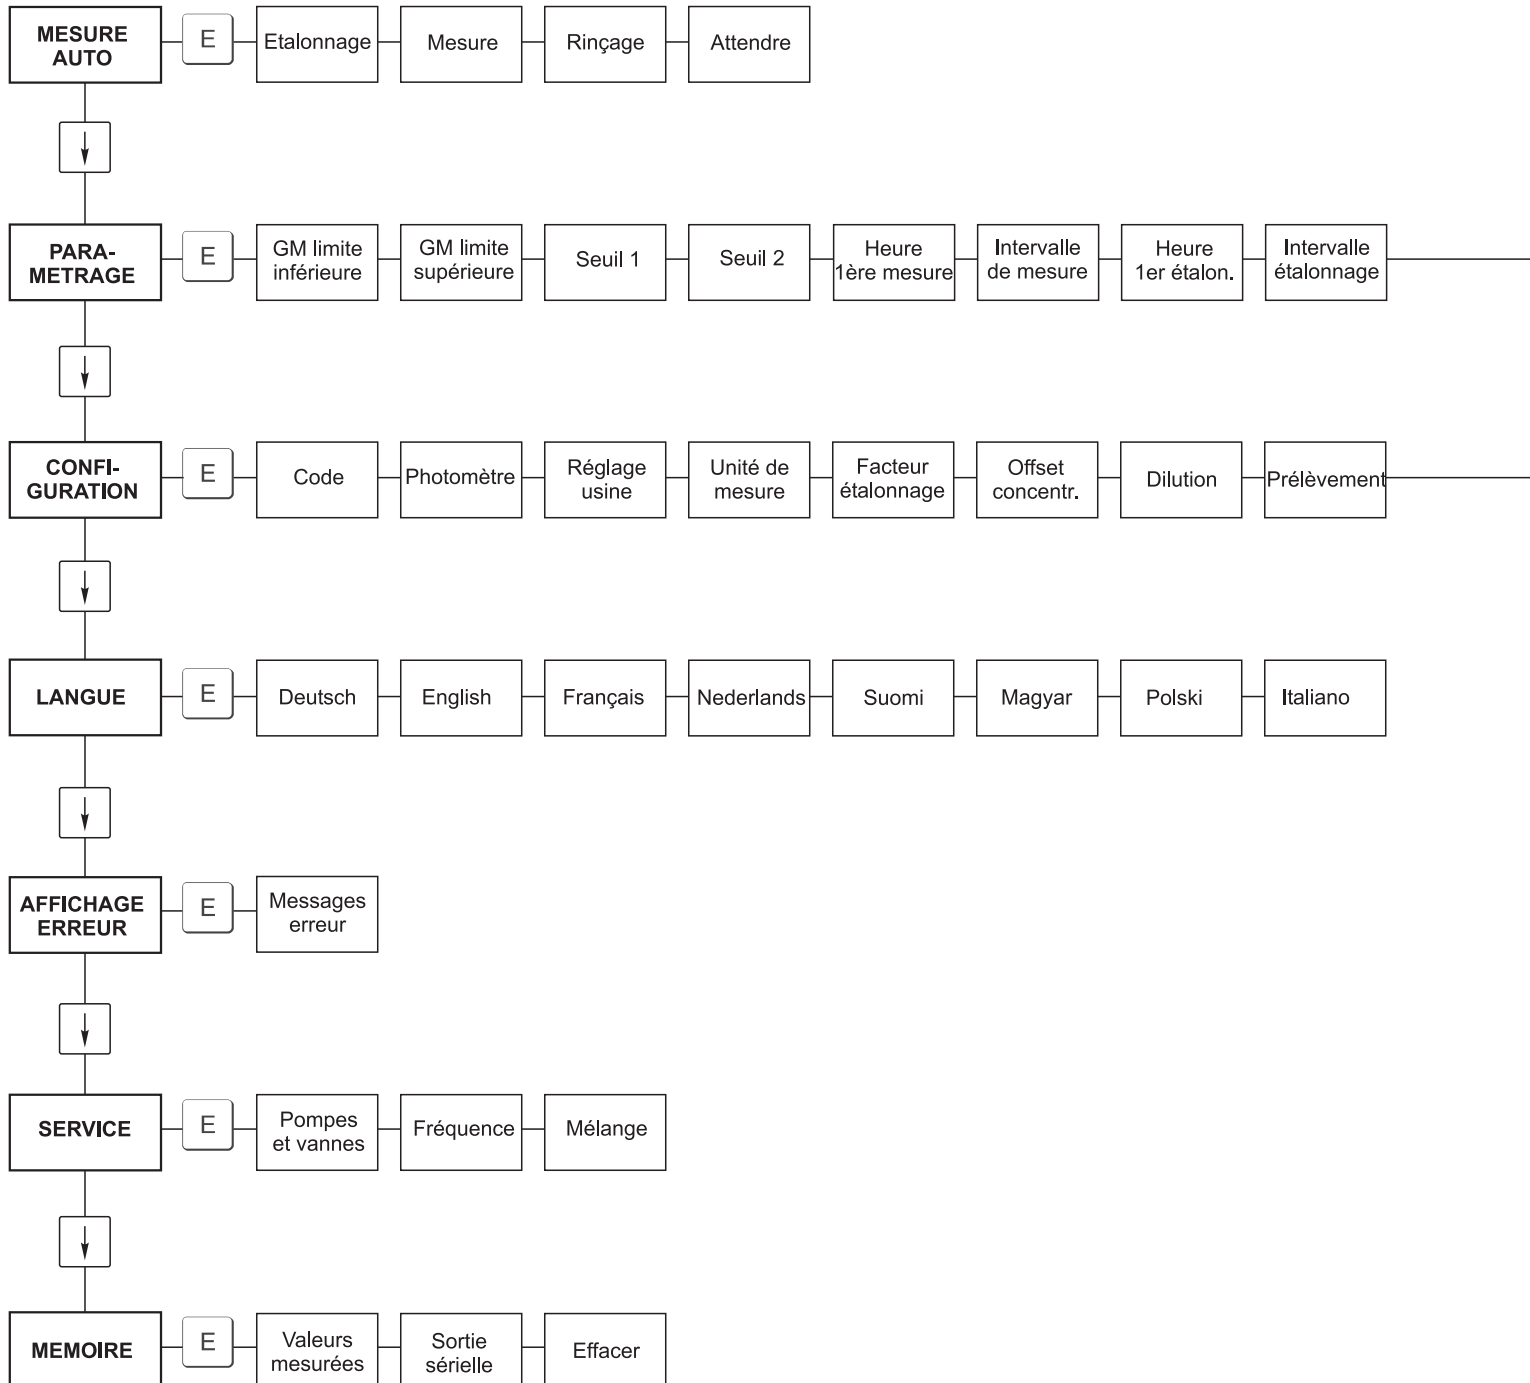 MESURE
AUTO
E
Etalonnage
Mesure
Rinçage
Attendre
PARA-
METRAGE
E
GM limite
inférieure
GM limite
supérieure
Seuil 1
Seuil 2
Heure
1ère mesure
Intervalle
de mesure
Heure
1er étalon.
Intervalle
étalonnage
CONFI-
GURATION
E
Code
Photomètre
Réglage
usine
Unité de
mesure
Facteur
étalonnage
Offset
concentr.
Dilution
Prélèvement
LANGUE
E
Deutsch
English
Français
Nederlands
Suomi
Magyar
Polski
Italiano
AFFICHAGE
ERREUR
E
Messages
erreur
SERVICE
E
Pompes
et vannes
Fréquence
Mélange
MEMOIRE
E
Valeurs
mesurées
Sortie
sérielle
Effacer